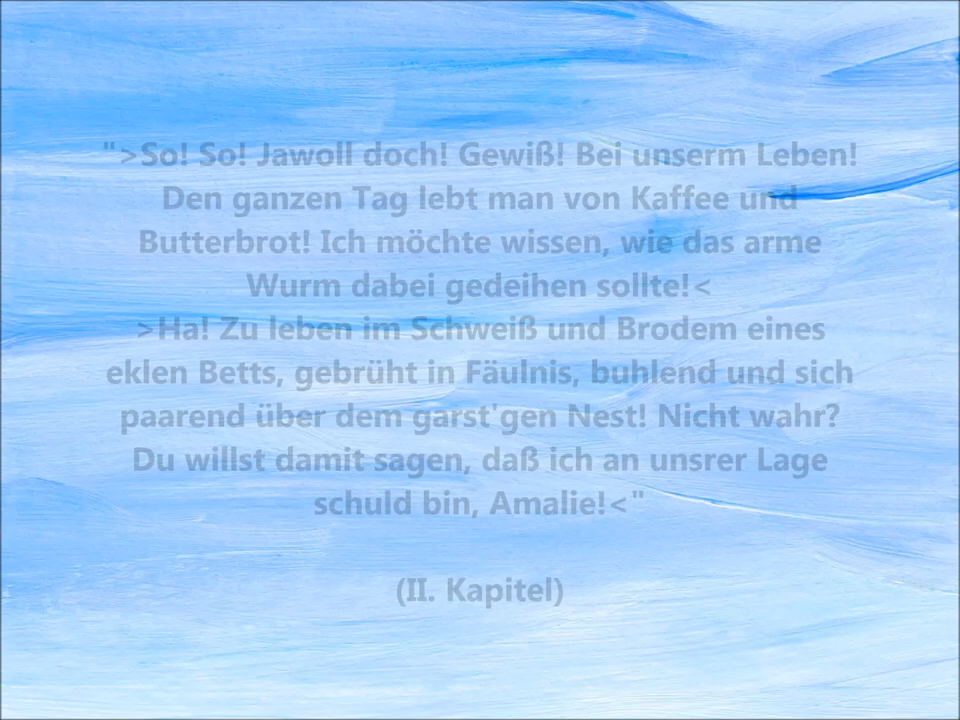 ">So! So! Jawoll doch! Gewiß! Bei unserm Leben!
Den ganzen Tag lebt man von Kaffee und
Butterbrot! Ich möchte wissen, wie das arme
Wurm dabei gedeihen sollte!<
>Ha! Zu leben im Schweiß und Brodem eines
eklen Betts, gebrüht in Fäulnis, buhlend und sich
paarend über dem garst'gen Nest! Nicht wahr?
Du willst damit sagen, daß ich an unsrer Lage
schuld bin, Amalie!<"
(II. Kapitel)